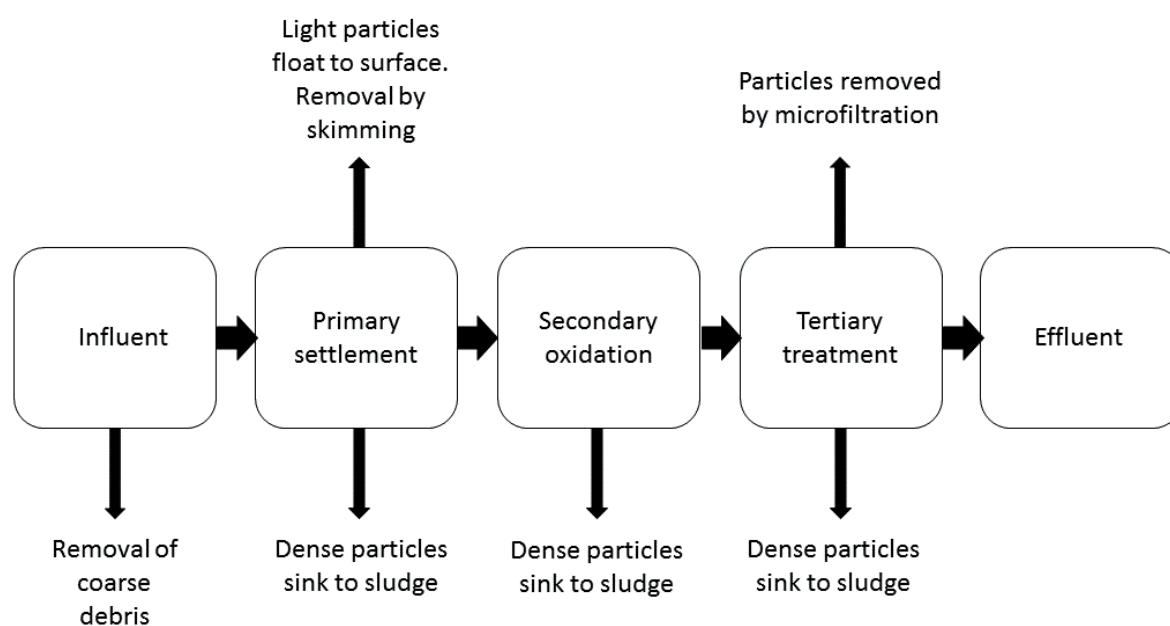 Light particles
float to surface.
Removal by
skimming
Particles removed
by microfiltration
Influent
Primary
settlement
Secondary
oxidation
Tertiary
treatment
Effluent
Removal of
coarse
debris
Dense particles
sink to sludge
Dense particles
sink to sludge
Dense particles
sink to sludge